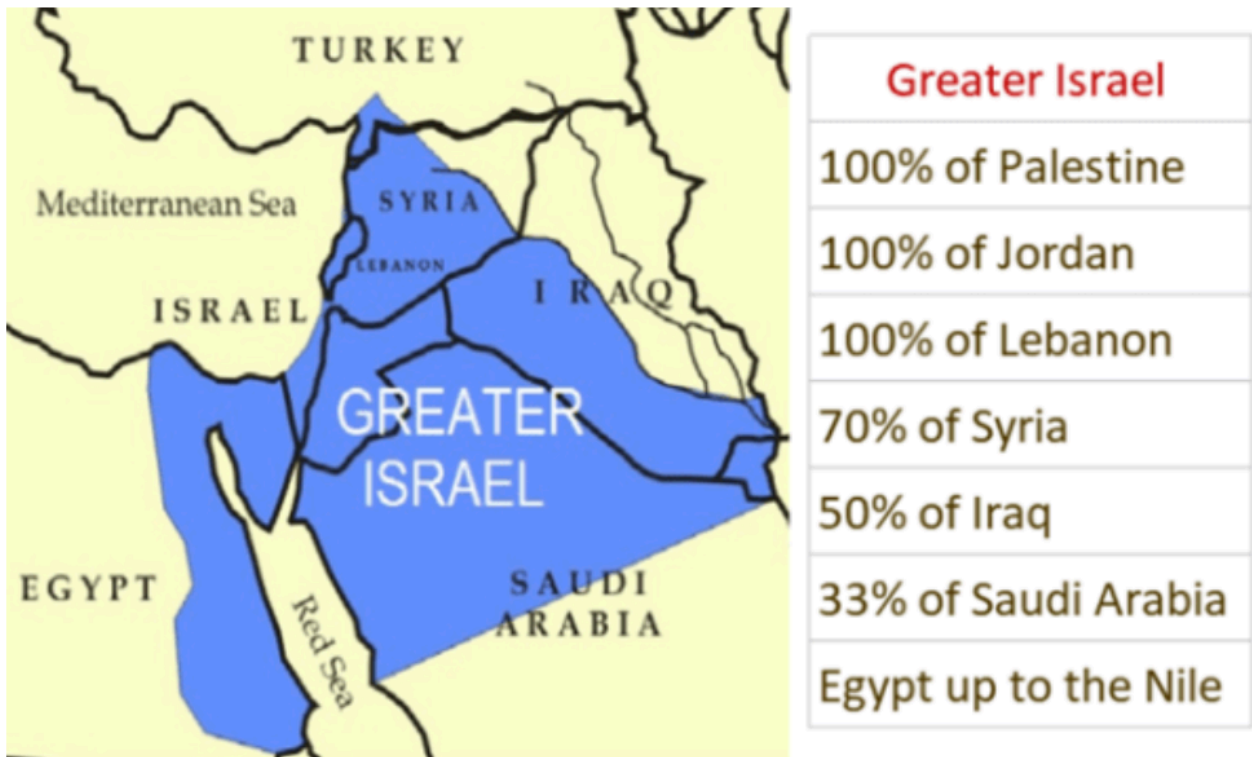 TURKEY
Mediterranean Sea
SYRIA
LEBANON
ISRAEL
IRAQ
GREATER
ISRAEL
EGYPT
Red Sea
SAUDI
ARABIA
Greater Israel
100% of Palestine
100% of Jordan
100% of Lebanon
70% of Syria
50% of Iraq
33% of Saudi Arabia
Egypt up to the Nile